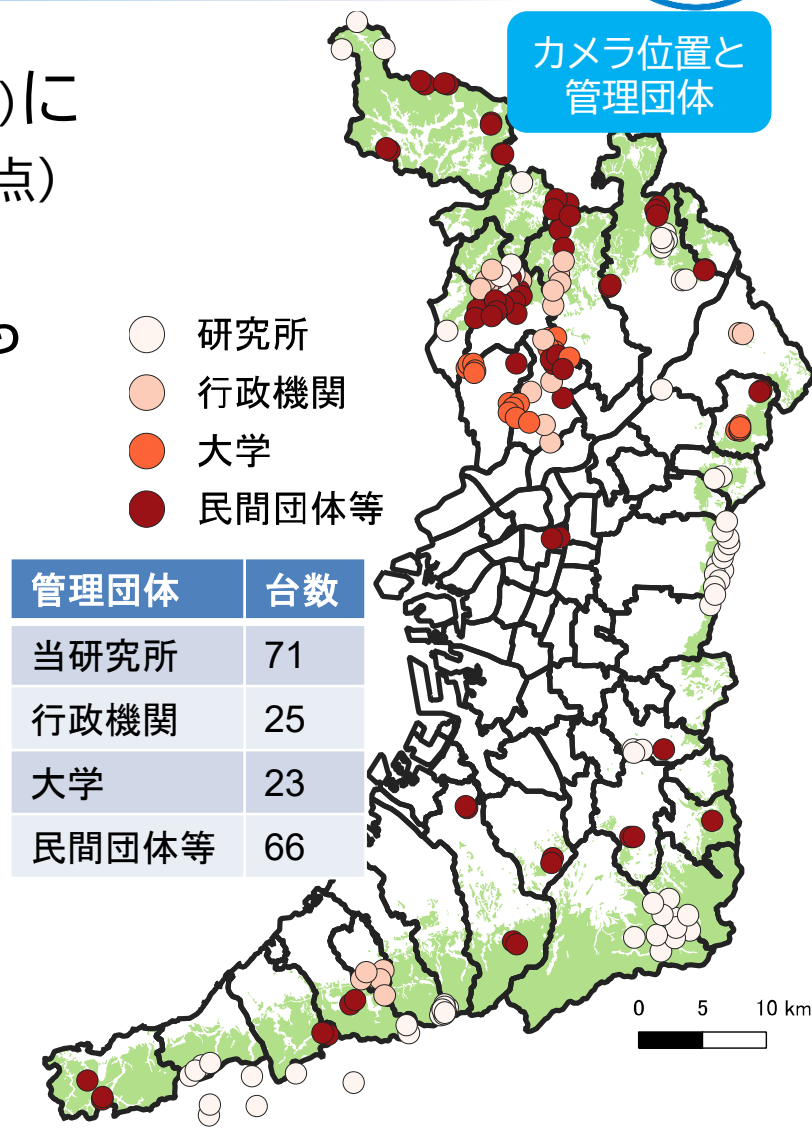 カメラ位置と
管理団体
)に
点）
研究所
行政機関
大学
民間団体等
管理団体 台数
当研究所 71
行政機関 25
大学 23
民間団体等 66
0 5 10 km